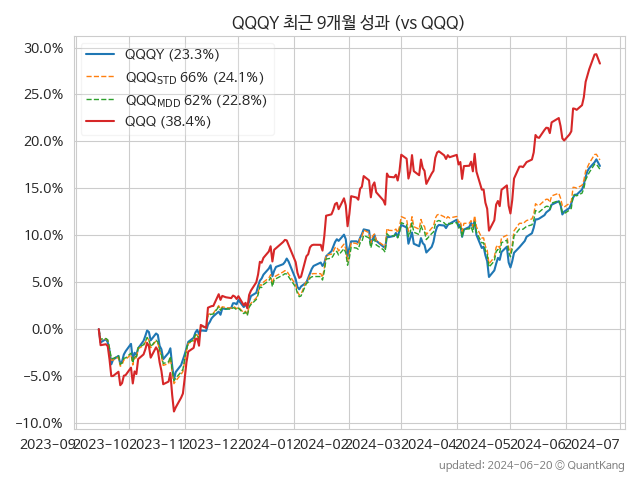 QQQY 최근 9개월 성과 (vs QQQ)
30.0%
25.0%
20.0%
15.0%
10.0%
5.0%
0.0%
-5.0%
-10.0%
QQQY (23.3%)
QQQSTD 66% (24.1%)
QQQMDD 62% (22.8%)
QQQ (38.4%)
2023-09 2023-10 2023-11 2023-12 2024-01 2024-02 2024-03 2024-04 2024-05 2024-06 2024-07
updated: 2024-06-20 © QuantKang